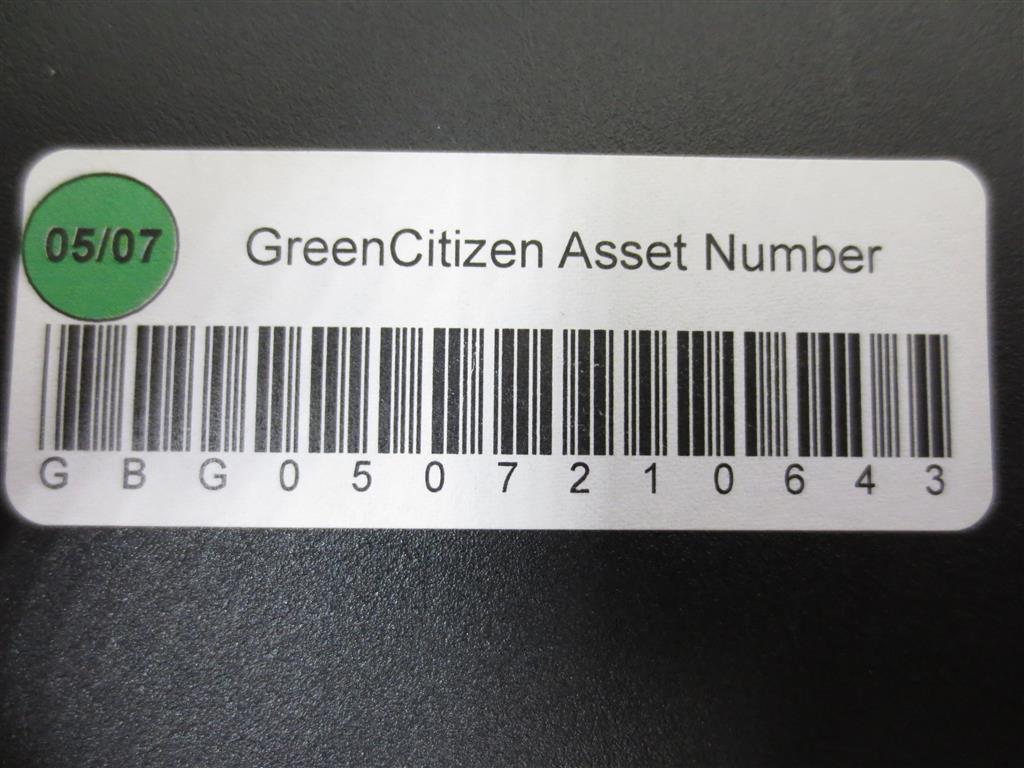 05/07
GreenCitizen Asset Number
G B G 0 5 0 7 2 1 0 6 4 3